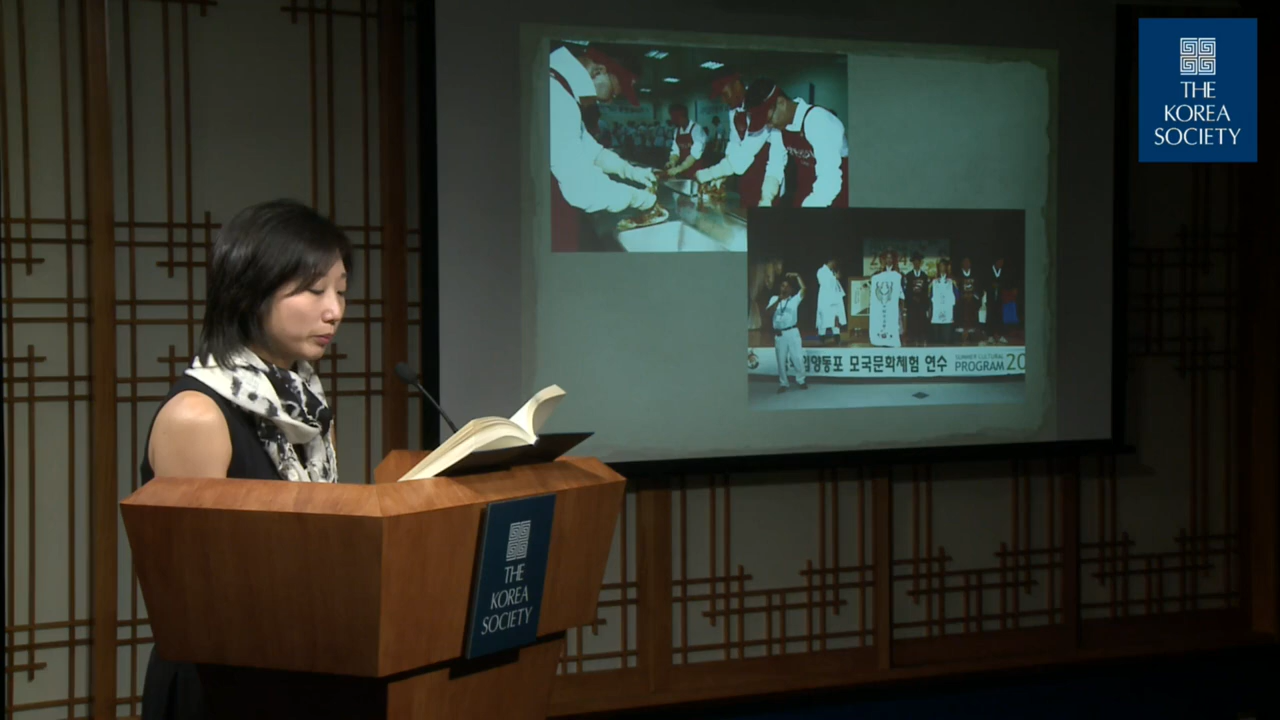 THE
KOREA
SOCIETY
모국문화체험 연수
SUMMER CULTURAL
PROGRAM 20
THE
KOREA
SOCIETY